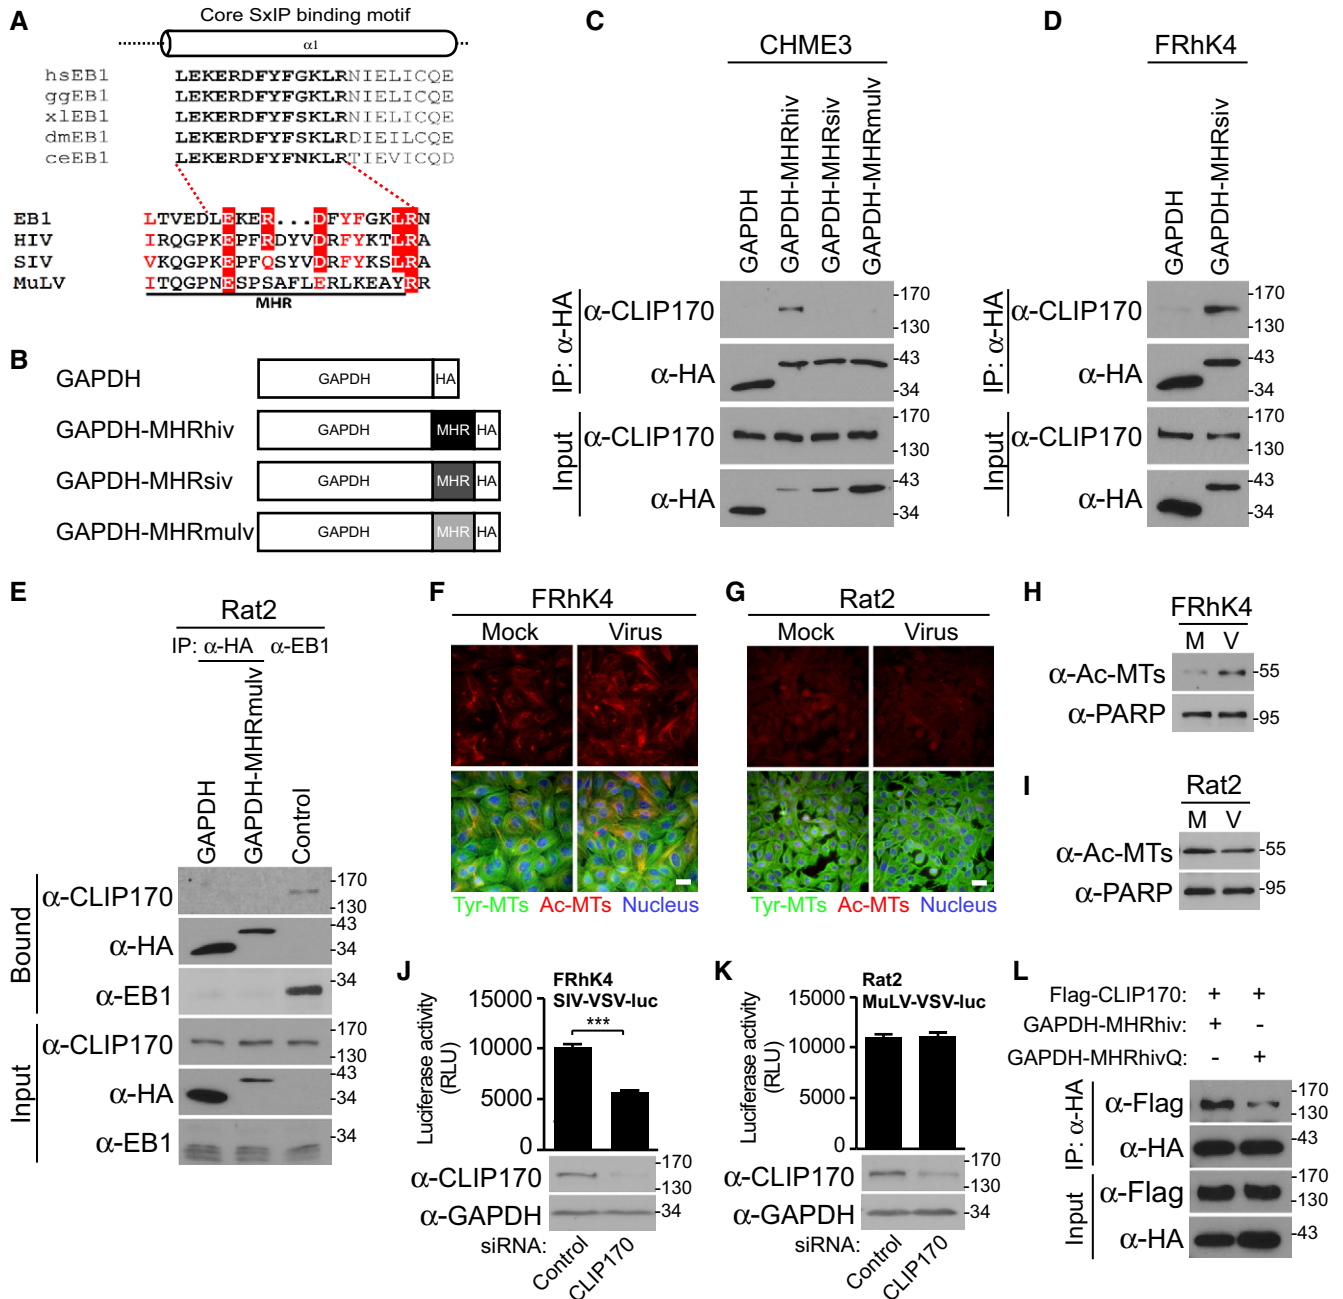 A
Core SxIP binding motif
α1
hsEB1 LEKERDFYFGKLRNIELICQE
ggEB1 LEKERDFYFGKLRNIELICQE
xlEB1 LEKERDFYFSKLRNIELICQE
dmEB1 LEKERDFYFSKLRDIEILCQE
ceEB1 LEKERDFYFNKLRTIEVICQD
EB1 LTVEDLEKER...DFYFGKLRN
HIV IRQGPKEPFRDYVDRFYKTLRA
SIV VKQGPKEPFQSYVDRFYKSLRA
MuLV ITQGPNESPSAFLERLKEAYRR
MHR
B
GAPDH GAPDH HA
GAPDH-MHRhiv GAPDH MHR HA
GAPDH-MHRsiv GAPDH MHR HA
GAPDH-MHRmulv GAPDH MHR HA
C
CHME3
GAPDH
GAPDH-MHRhiv
GAPDH-MHRsiv
GAPDH-MHRmulv
IP: α-HA
α-CLIP170 -170 -130
α-HA -43 -34
Input
α-CLIP170 -170 -130
α-HA -43 -34
D
FRhK4
GAPDH
GAPDH-MHRsiv
IP: α-HA
α-CLIP170 -170 -130
α-HA -43 -34
Input
α-CLIP170 -170 -130
α-HA -43 -34
E
Rat2
IP: α-HA α-EB1
GAPDH
GAPDH-MHRmulv
Control
Bound
α-CLIP170 -170 -130
α-HA -43 -34
α-EB1 -34
Input
α-CLIP170 -170 -130
α-HA -43 -34
α-EB1 -34
F
FRhK4
Mock Virus
Tyr-MTs Ac-MTs Nucleus
G
Rat2
Mock Virus
Tyr-MTs Ac-MTs Nucleus
H
FRhK4
M V
α-Ac-MTs -55
α-PARP -95
I
Rat2
M V
α-Ac-MTs -55
α-PARP -95
J
FRhK4
SIV-VSV-luc
Luciferase activity
(RLU)
15000
10000
5000
0
***
α-CLIP170 -170 -130
α-GAPDH -34
siRNA: Control CLIP170
K
Rat2
MuLV-VSV-luc
Luciferase activity
(RLU)
15000
10000
5000
0
α-CLIP170 -170 -130
α-GAPDH -34
siRNA: Control CLIP170
L
Flag-CLIP170: + +
GAPDH-MHRhiv: + -
GAPDH-MHRhivQ: - +
IP: α-HA
α-Flag -170 -130
α-HA -43
Input
α-Flag -170 -130
α-HA -43